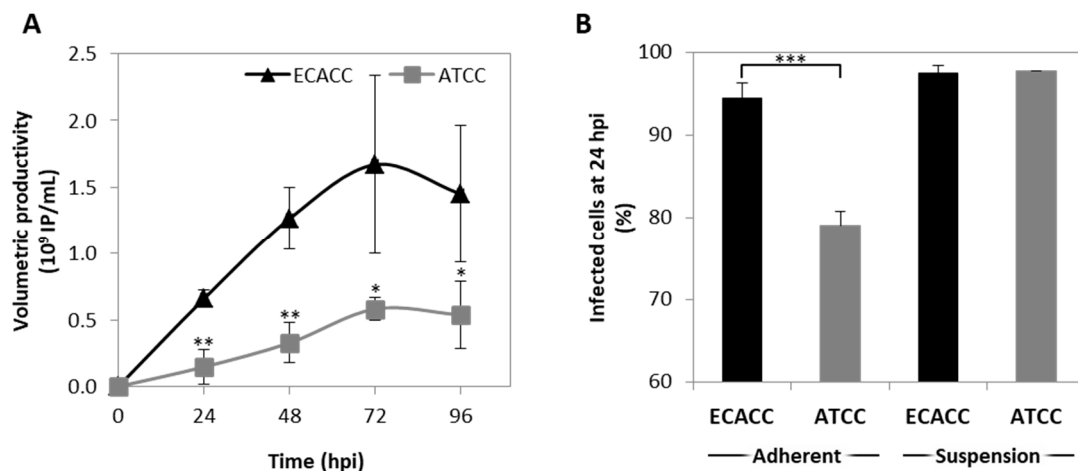 A
Volumetric productivity
(10⁹ IP/mL)
2.5
2.0
1.5
1.0
0.5
0.0
ECACC
ATCC
**
**
*
*
0
24
48
72
96
Time (hpi)
B
Infected cells at 24 hpi
(%)
100
90
80
70
60
***
ECACC
ATCC
ECACC
ATCC
Adherent
Suspension